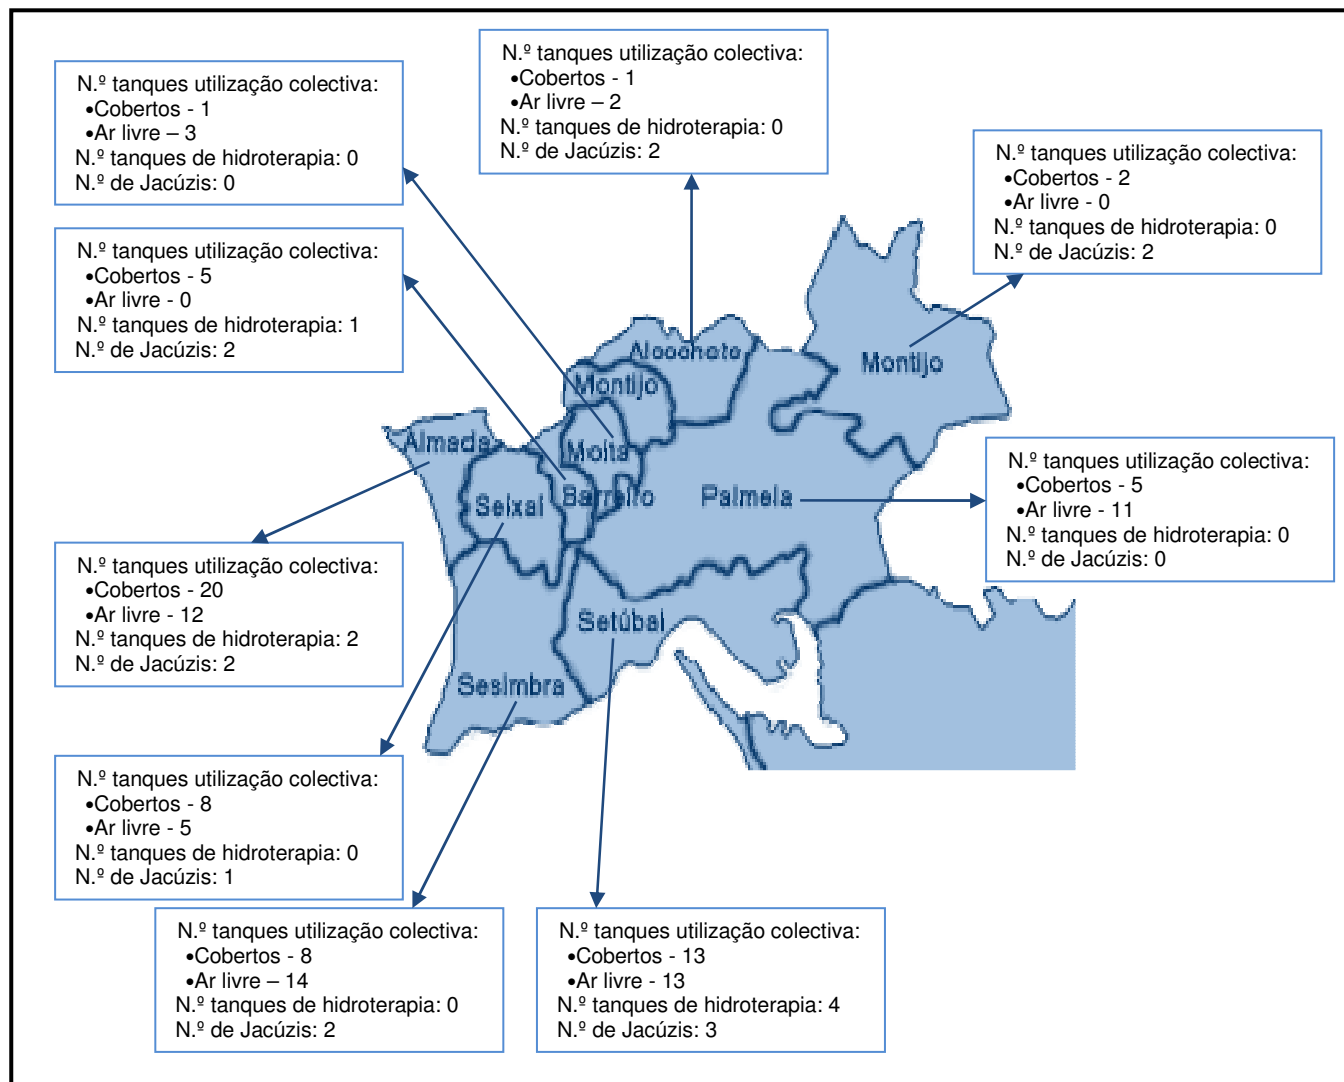 N.º tanques utilização colectiva:
•Cobertos - 1
•Ar livre – 3
N.º tanques de hidroterapia: 0
N.º de Jacúzis: 0
N.º tanques utilização colectiva:
•Cobertos - 1
•Ar livre – 2
N.º tanques de hidroterapia: 0
N.º de Jacúzis: 2
N.º tanques utilização colectiva:
•Cobertos - 2
•Ar livre - 0
N.º tanques de hidroterapia: 0
N.º de Jacúzis: 2
N.º tanques utilização colectiva:
•Cobertos - 5
•Ar livre - 0
N.º tanques de hidroterapia: 1
N.º de Jacúzis: 2
Alcochete
Montijo
Montijo
Almada
Moita
Seixal
Barreiro
Palmela
N.º tanques utilização colectiva:
•Cobertos - 5
•Ar livre - 11
N.º tanques de hidroterapia: 0
N.º de Jacúzis: 0
N.º tanques utilização colectiva:
•Cobertos - 20
•Ar livre - 12
N.º tanques de hidroterapia: 2
N.º de Jacúzis: 2
Setúbal
Sesimbra
N.º tanques utilização colectiva:
•Cobertos - 8
•Ar livre - 5
N.º tanques de hidroterapia: 0
N.º de Jacúzis: 1
N.º tanques utilização colectiva:
•Cobertos - 8
•Ar livre – 14
N.º tanques de hidroterapia: 0
N.º de Jacúzis: 2
N.º tanques utilização colectiva:
•Cobertos - 13
•Ar livre - 13
N.º tanques de hidroterapia: 4
N.º de Jacúzis: 3